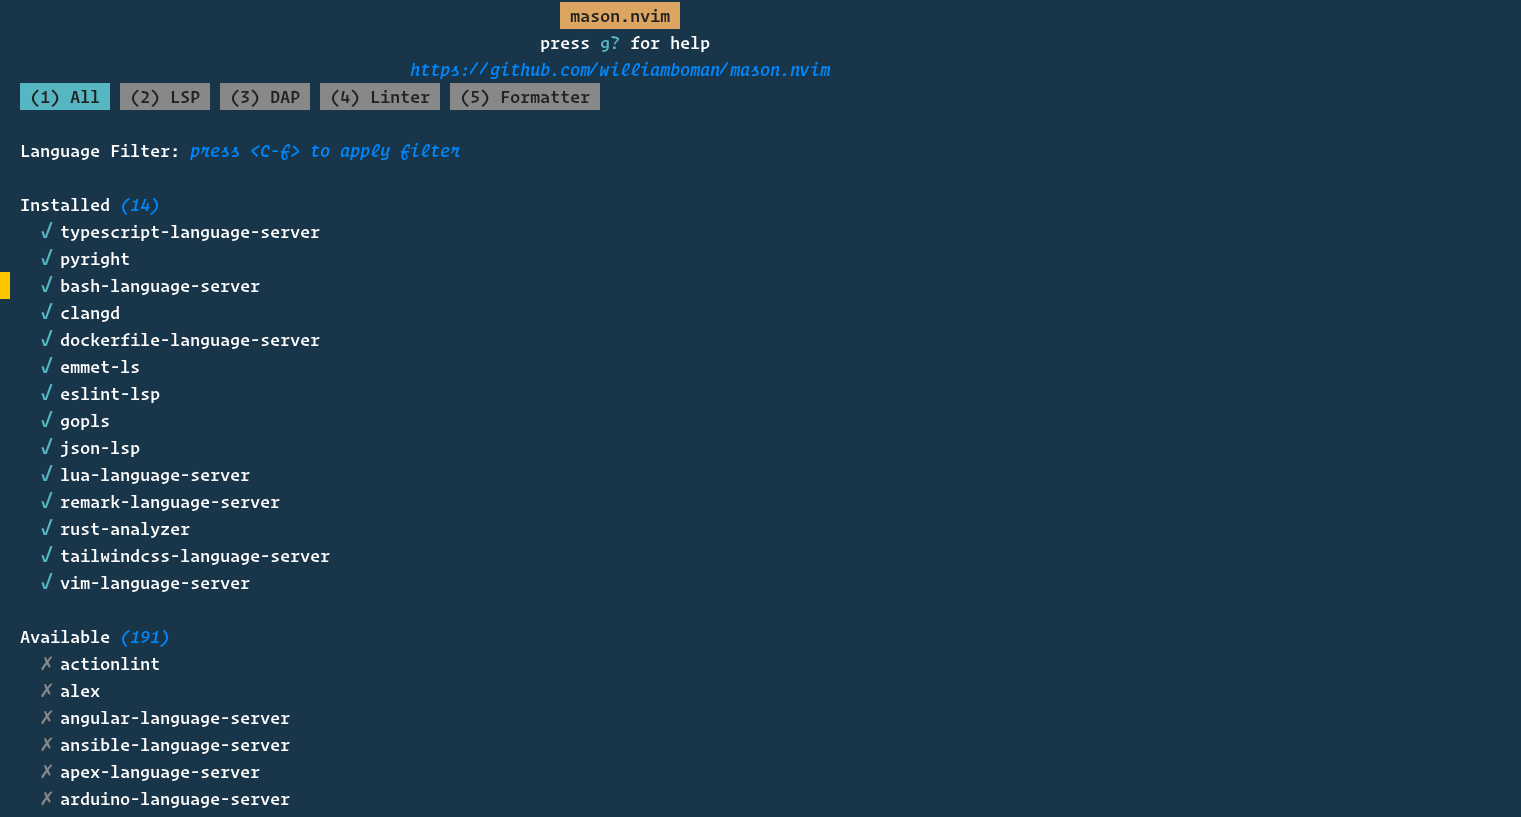 mason.nvim
press g? for help
https://github.com/williamboman/mason.nvim
(1) All (2) LSP (3) DAP (4) Linter (5) Formatter
Language Filter: press <C-f> to apply filter
Installed (14)
✓ typescript-language-server
✓ pyright
✓ bash-language-server
✓ clangd
✓ dockerfile-language-server
✓ emmet-ls
✓ eslint-lsp
✓ gopls
✓ json-lsp
✓ lua-language-server
✓ remark-language-server
✓ rust-analyzer
✓ tailwindcss-language-server
✓ vim-language-server
Available (191)
✗ actionlint
✗ alex
✗ angular-language-server
✗ ansible-language-server
✗ apex-language-server
✗ arduino-language-server